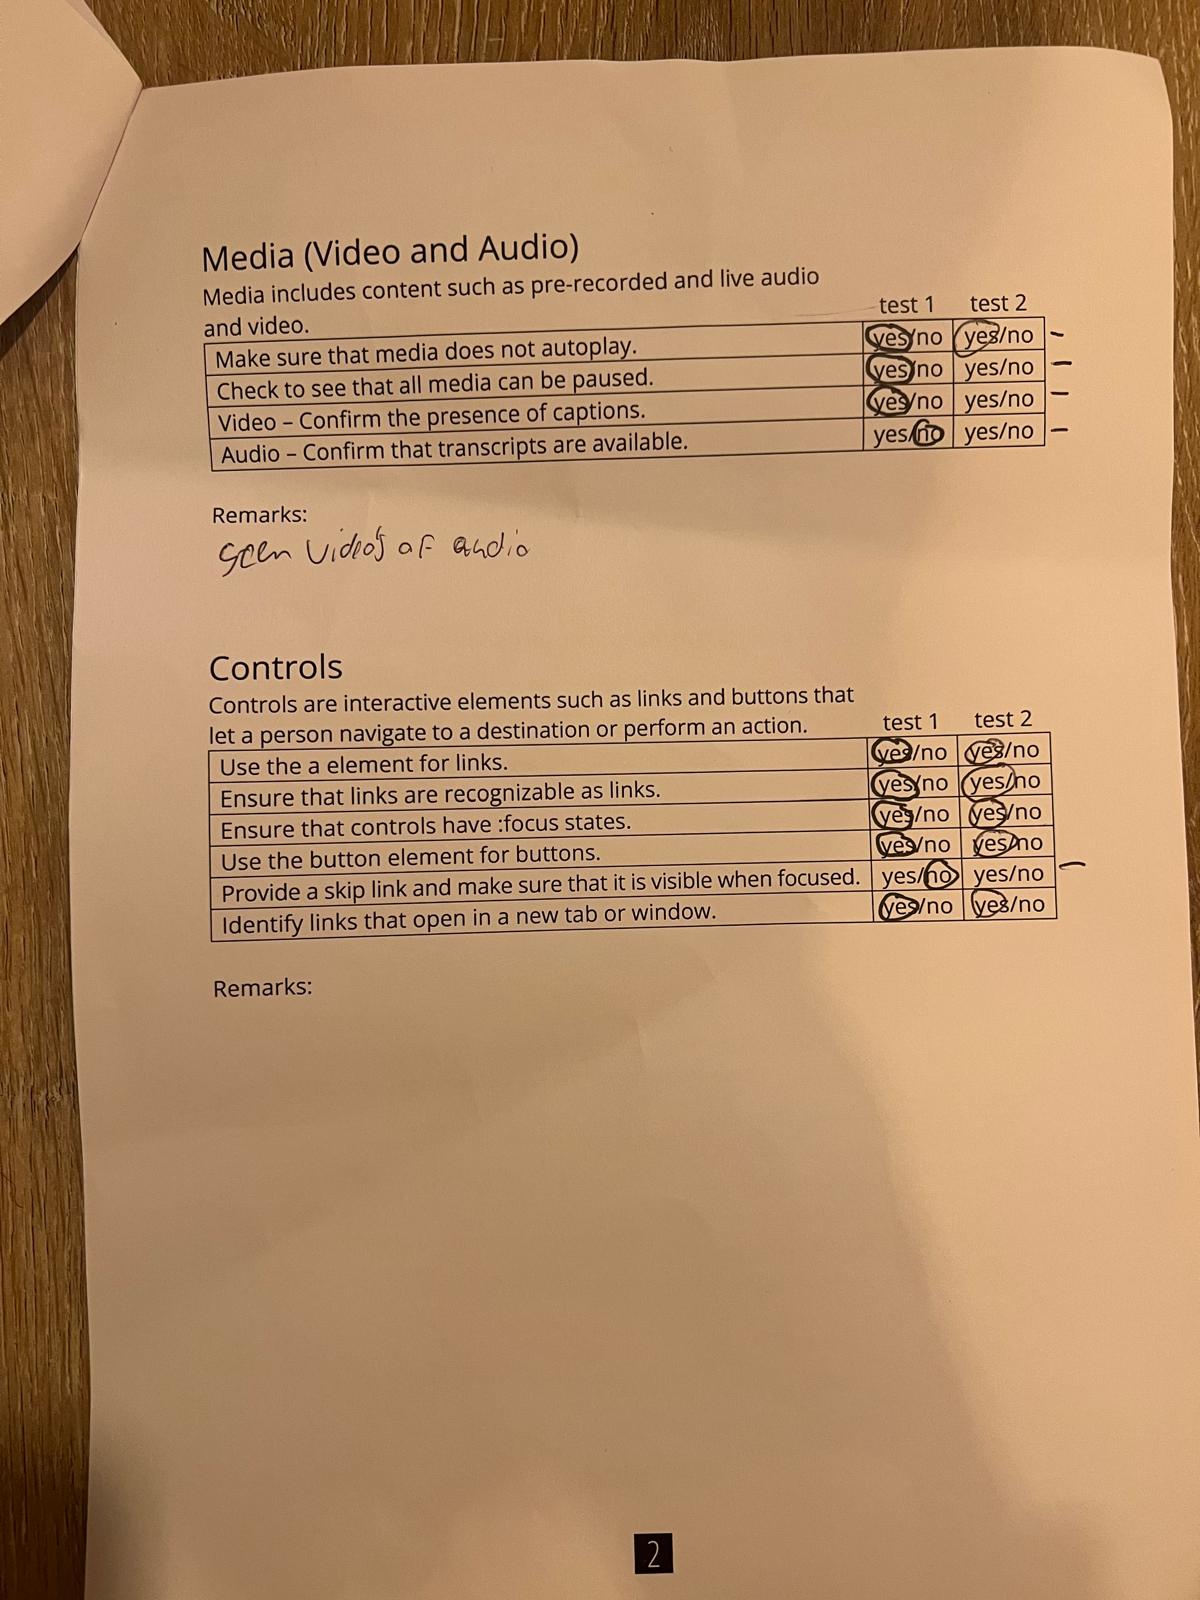 Media (Video and Audio)
Media includes content such as pre-recorded and live audio
and video.
test 1 test 2
Make sure that media does not autoplay. yes/no yes/no –
Check to see that all media can be paused. yes/no yes/no –
Video – Confirm the presence of captions. yes/no yes/no –
Audio – Confirm that transcripts are available. yes/no yes/no –
Remarks:
geen video's of audio
Controls
Controls are interactive elements such as links and buttons that
let a person navigate to a destination or perform an action.
test 1 test 2
Use the a element for links. yes/no yes/no
Ensure that links are recognizable as links. yes/no yes/no
Ensure that controls have :focus states. yes/no yes/no
Use the button element for buttons. yes/no yes/no
Provide a skip link and make sure that it is visible when focused. yes/no yes/no –
Identify links that open in a new tab or window. yes/no yes/no
Remarks:
2